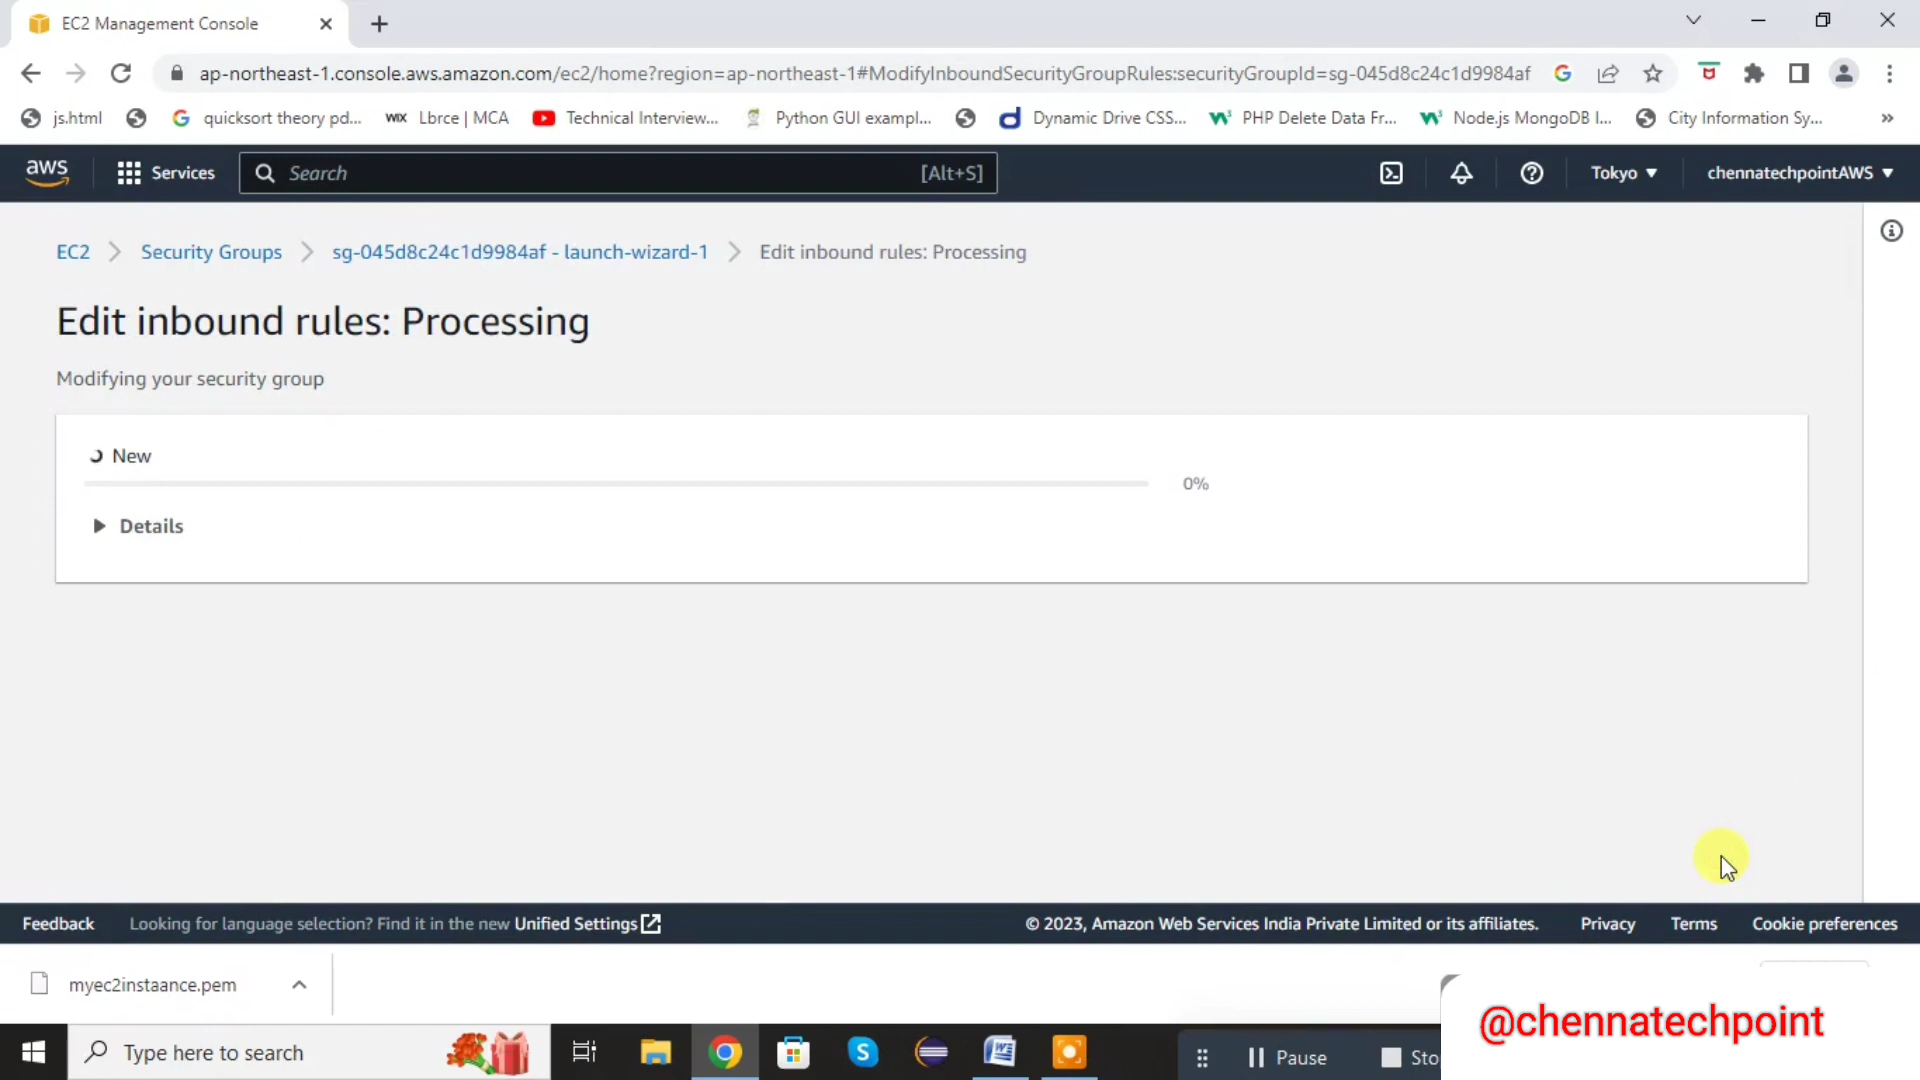 EC2 Management Console
ap-northeast-1.console.aws.amazon.com/ec2/home?region=ap-northeast-1#ModifyInboundSecurityGroupRules:securityGroupId=sg-045d8c24c1d9984af
js.html
quicksort theory pd...
WIX Lbrce | MCA
Technical Interview...
Python GUI exampl...
Dynamic Drive CSS...
PHP Delete Data Fr...
Node.js MongoDB I...
City Information Sy...
»
aws
Services
Search [Alt+S]
Tokyo
chennatechpointAWS
EC2
Security Groups
sg-045d8c24c1d9984af - launch-wizard-1
Edit inbound rules: Processing
Edit inbound rules: Processing
Modifying your security group
New
0%
Details
Feedback
Looking for language selection? Find it in the new Unified Settings
© 2023, Amazon Web Services India Private Limited or its affiliates.
Privacy
Terms
Cookie preferences
myec2instaance.pem
@chennatechpoint
Type here to search
Pause
Sto